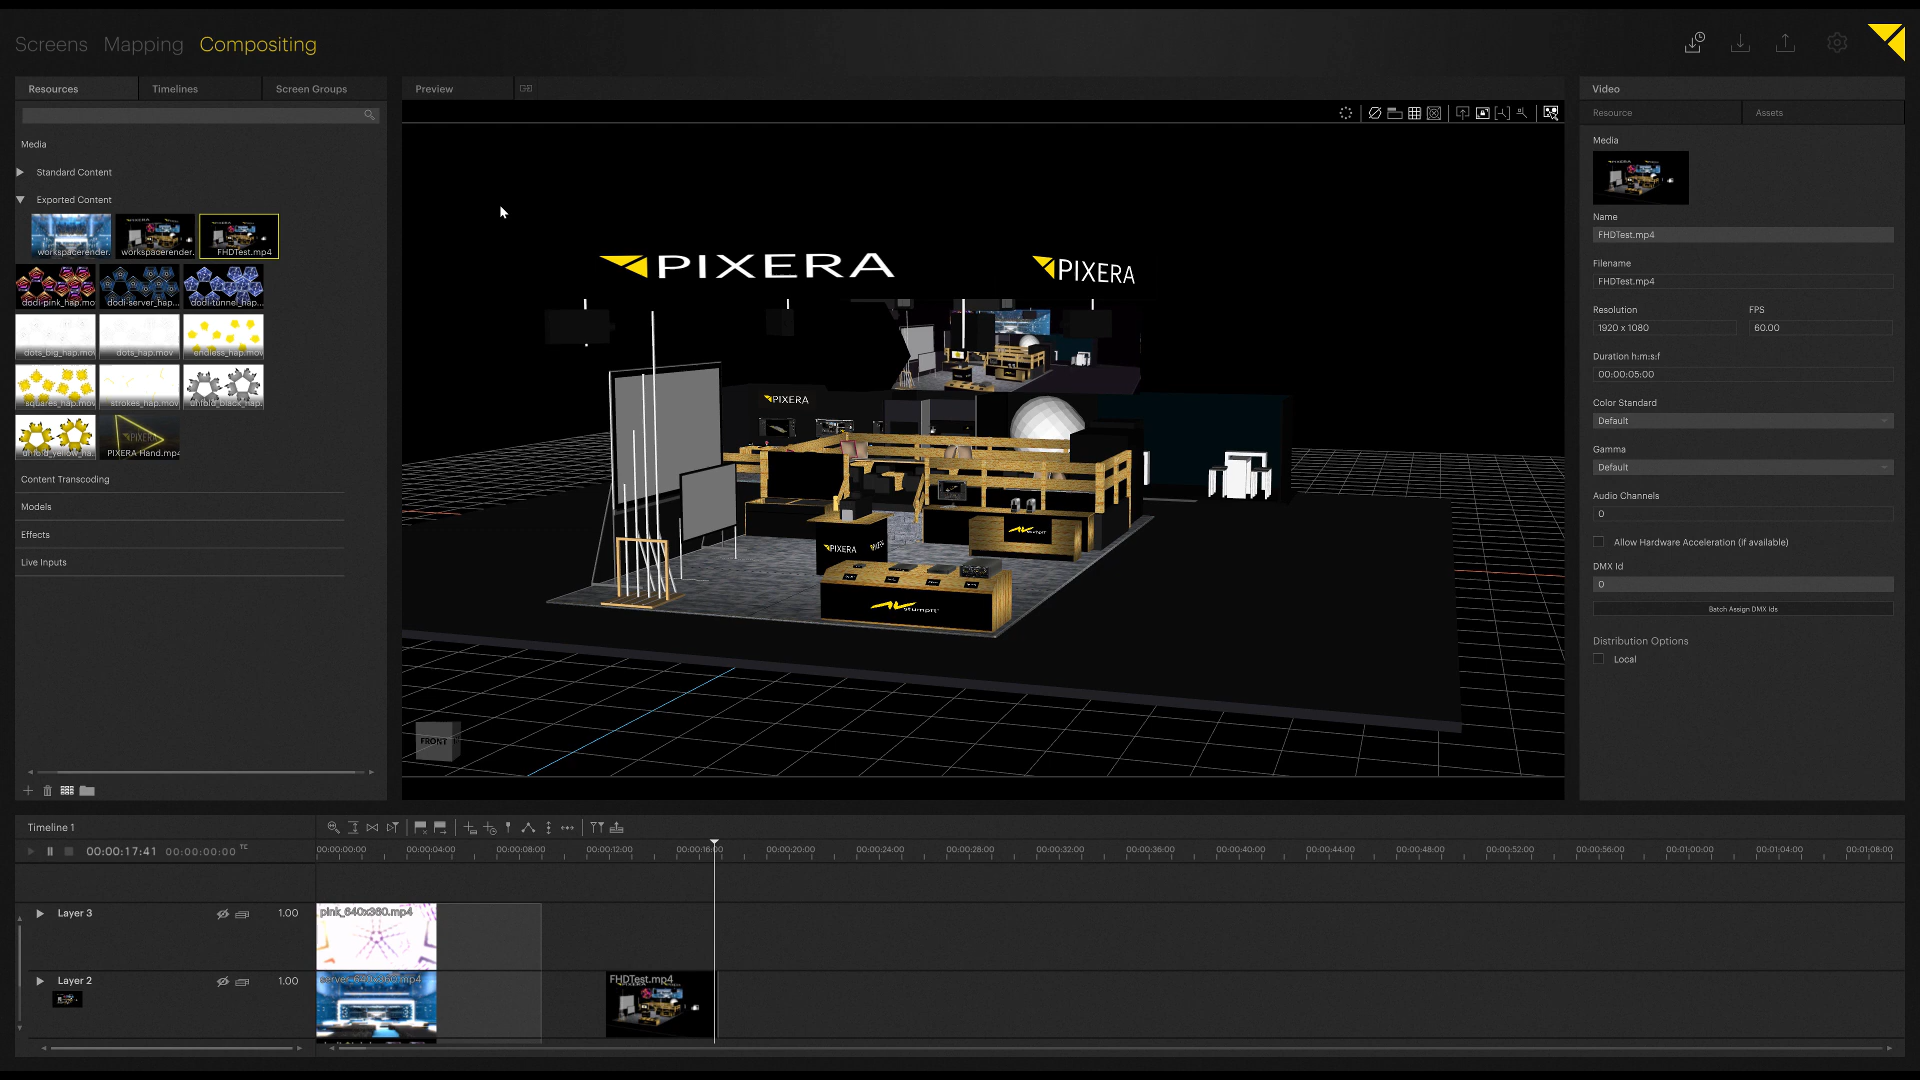 Screens Mapping Compositing
Resources Timelines Screen Groups
Media
Standard Content
Exported Content
workspacerender.
workspacerender.
FHDTest.mp4
dodi-pink_hap.mo
dodi-server_hap...
dodi-tunnel_hap...
dots_big_hap.mov
dots_hap.mov
endless_hap.mov
squares_hap.mov
strokes_hap.mov
unfold_black_hap.
unfold_yellow_ha.
PIXERA Hand.mp4
Content Transcoding
Models
Effects
Live Inputs
Preview
PIXERA
PIXERA
PIXERA
PIXERA
FRONT
Video
Resource Assets
Media
Name
FHDTest.mp4
Filename
FHDTest.mp4
Resolution FPS
1920 x 1080 60.00
Duration h:m:s:f
00:00:05:00
Color Standard
Default
Gamma
Default
Audio Channels
0
Allow Hardware Acceleration (if available)
DMX Id
0
Batch Assign DMX Ids
Distribution Options
Local
Timeline 1
00:00:17:41 00:00:00:00 TC
00:00:00:00 00:00:04:00 00:00:08:00 00:00:12:00 00:00:16:00 00:00:20:00 00:00:24:00 00:00:28:00 00:00:32:00 00:00:36:00 00:00:40:00 00:00:44:00 00:00:48:00 00:00:52:00 00:00:56:00 00:01:00:00 00:01:04:00 00:01:08:00
Layer 3 1.00
pink_640x360.mp4
Layer 2 1.00
server_640x360.mp4
FHDTest.mp4